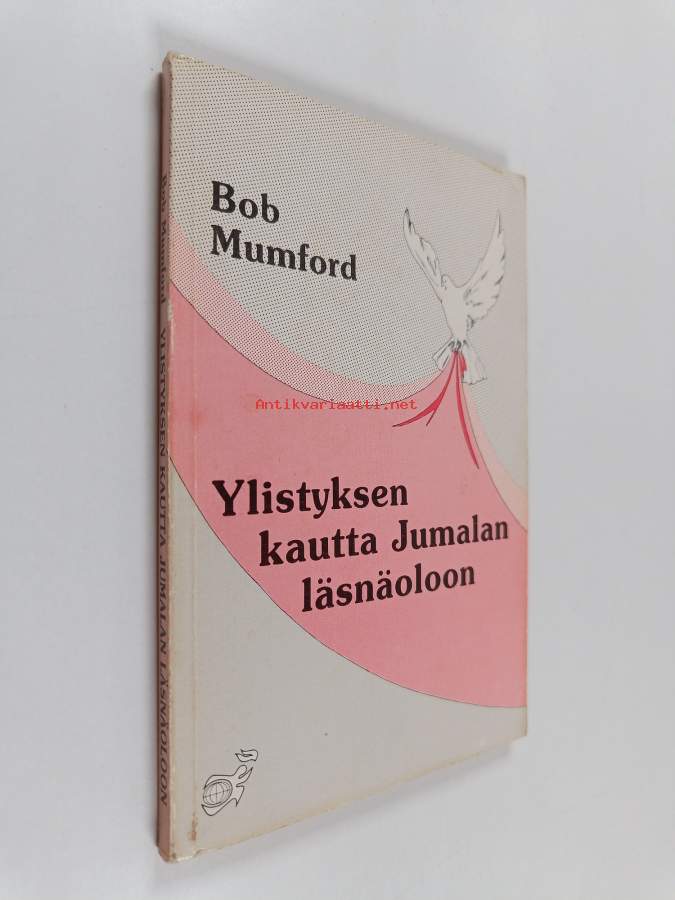 Bob
Mumford
Antikvariaatti.net
Ylistyksen
kautta Jumalan
läsnäoloon
Bob Mumford YLISTYKSEN KAUTTA JUMALAN LÄSNÄOLOON